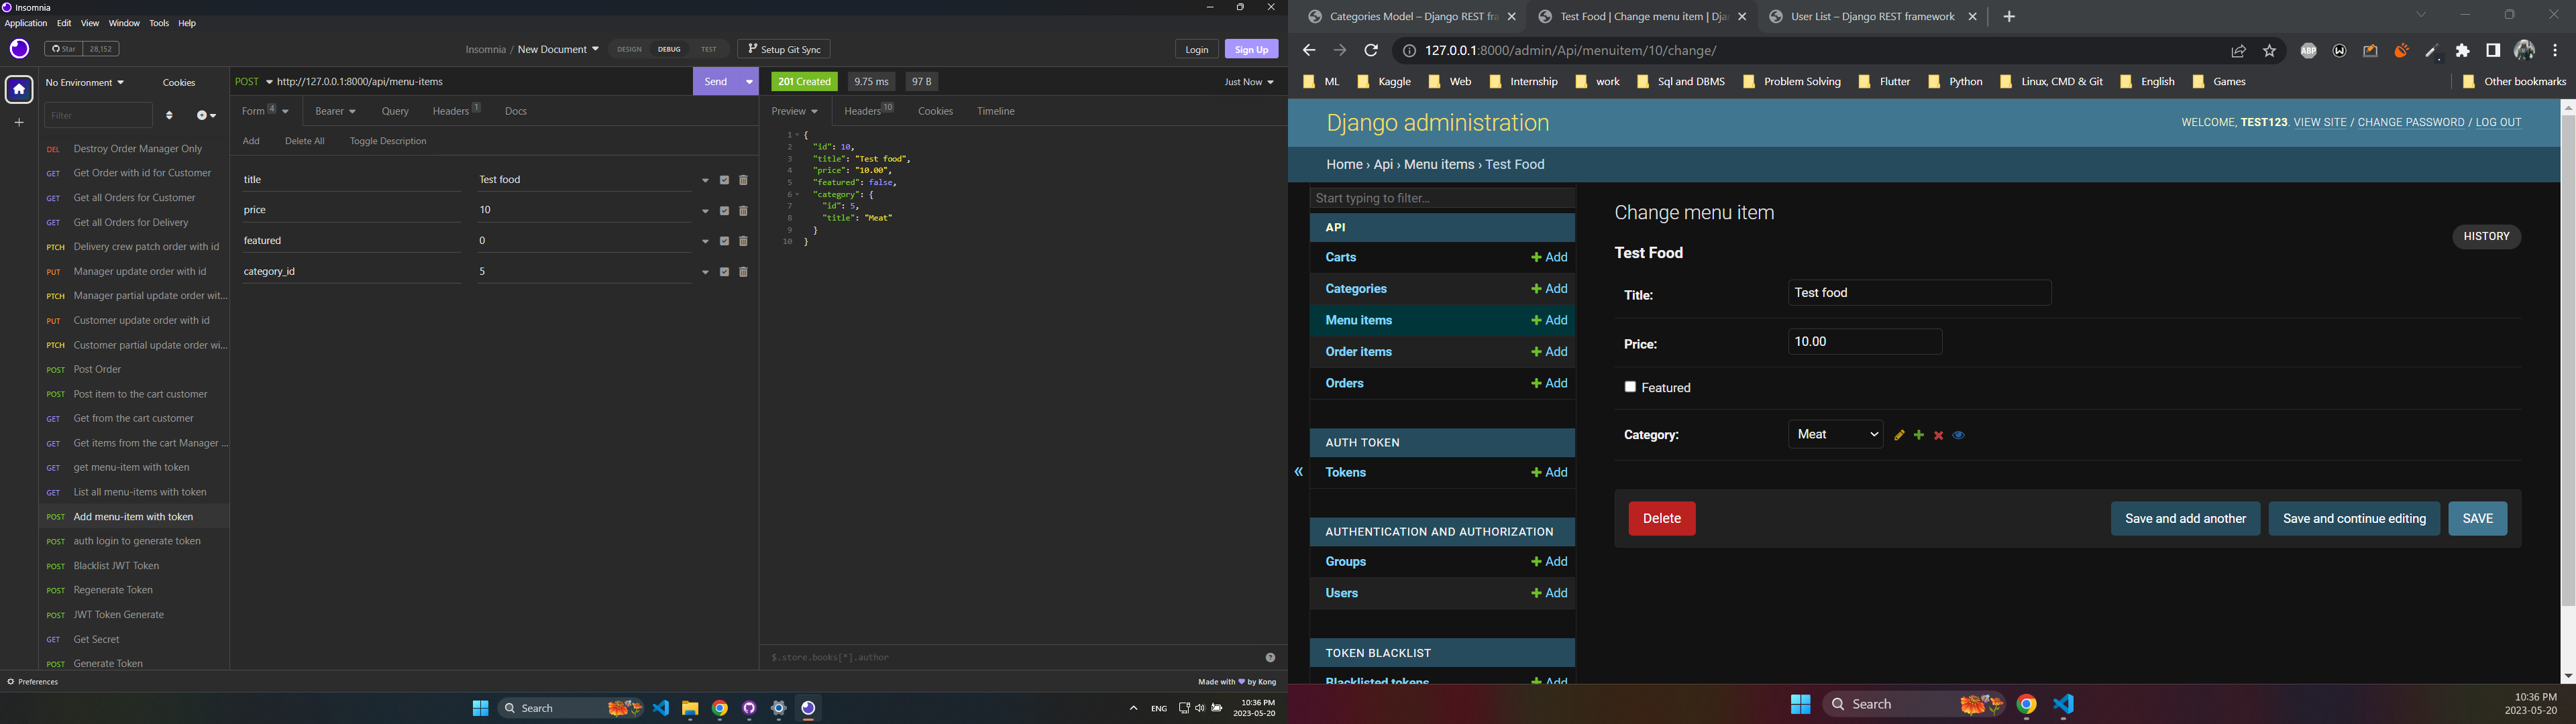 Insomnia
Application Edit View Window Tools Help
Star 28,152
Insomnia / New Document
DESIGN DEBUG TEST
Setup Git Sync
Login Sign Up
No Environment Cookies
Filter
DEL Destroy Order Manager Only
GET Get Order with id for Customer
GET Get all Orders for Customer
GET Get all Orders for Delivery
PTCH Delivery crew patch order with id
PUT Manager update order with id
PTCH Manager partial update order wit...
PUT Customer update order with id
PTCH Customer partial update order wi...
POST Post Order
POST Post item to the cart customer
GET Get from the cart customer
GET Get items from the cart Manager ...
GET get menu-item with token
GET List all menu-items with token
POST Add menu-item with token
POST auth login to generate token
POST Blacklist JWT Token
POST Regenerate Token
POST JWT Token Generate
GET Get Secret
POST Generate Token
Preferences
POST http://127.0.0.1:8000/api/menu-items Send
Form 4 Bearer Query Headers 1 Docs
Add Delete All Toggle Description
title Test food
price 10
featured 0
category_id 5
201 Created 9.75 ms 97 B Just Now
Preview Headers 10 Cookies Timeline
1 {
2 "id": 10,
3 "title": "Test food",
4 "price": "10.00",
5 "featured": false,
6 "category": {
7 "id": 5,
8 "title": "Meat"
9 }
10 }
$.store.books[*].author
Made with by Kong
Search
ENG
10:36 PM
2023-05-20
Categories Model – Django REST fra
Test Food | Change menu item | Dja
User List – Django REST framework
127.0.0.1:8000/admin/Api/menuitem/10/change/
ABP
ML Kaggle Web Internship work Sql and DBMS Problem Solving Flutter Python Linux, CMD & Git English Games Other bookmarks
Django administration
WELCOME, TEST123. VIEW SITE / CHANGE PASSWORD / LOG OUT
Home › Api › Menu items › Test Food
Start typing to filter...
API
Carts Add
Categories Add
Menu items Add
Order items Add
Orders Add
AUTH TOKEN
Tokens Add
AUTHENTICATION AND AUTHORIZATION
Groups Add
Users Add
TOKEN BLACKLIST
Blacklisted tokens Add
«
Change menu item
HISTORY
Test Food
Title: Test food
Price: 10.00
Featured
Category: Meat
Delete Save and add another Save and continue editing SAVE
Search
10:36 PM
2023-05-20